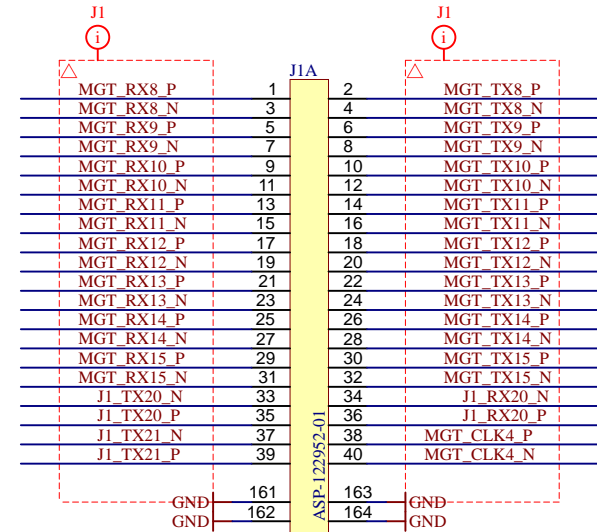 J1 J1
i i
J1A
MGT_RX8_P 1 2 MGT_TX8_P
MGT_RX8_N 3 4 MGT_TX8_N
MGT_RX9_P 5 6 MGT_TX9_P
MGT_RX9_N 7 8 MGT_TX9_N
MGT_RX10_P 9 10 MGT_TX10_P
MGT_RX10_N 11 12 MGT_TX10_N
MGT_RX11_P 13 14 MGT_TX11_P
MGT_RX11_N 15 16 MGT_TX11_N
MGT_RX12_P 17 18 MGT_TX12_P
MGT_RX12_N 19 20 MGT_TX12_N
MGT_RX13_P 21 22 MGT_TX13_P
MGT_RX13_N 23 24 MGT_TX13_N
MGT_RX14_P 25 26 MGT_TX14_P
MGT_RX14_N 27 28 MGT_TX14_N
MGT_RX15_P 29 30 MGT_TX15_P
MGT_RX15_N 31 32 MGT_TX15_N
J1_TX20_N 33 34 J1_RX20_N
J1_TX20_P 35 36 J1_RX20_P
J1_TX21_N 37 38 MGT_CLK4_P
J1_TX21_P 39 40 MGT_CLK4_N
GND 161 163 GND
GND 162 164 GND
ASP-122952-01